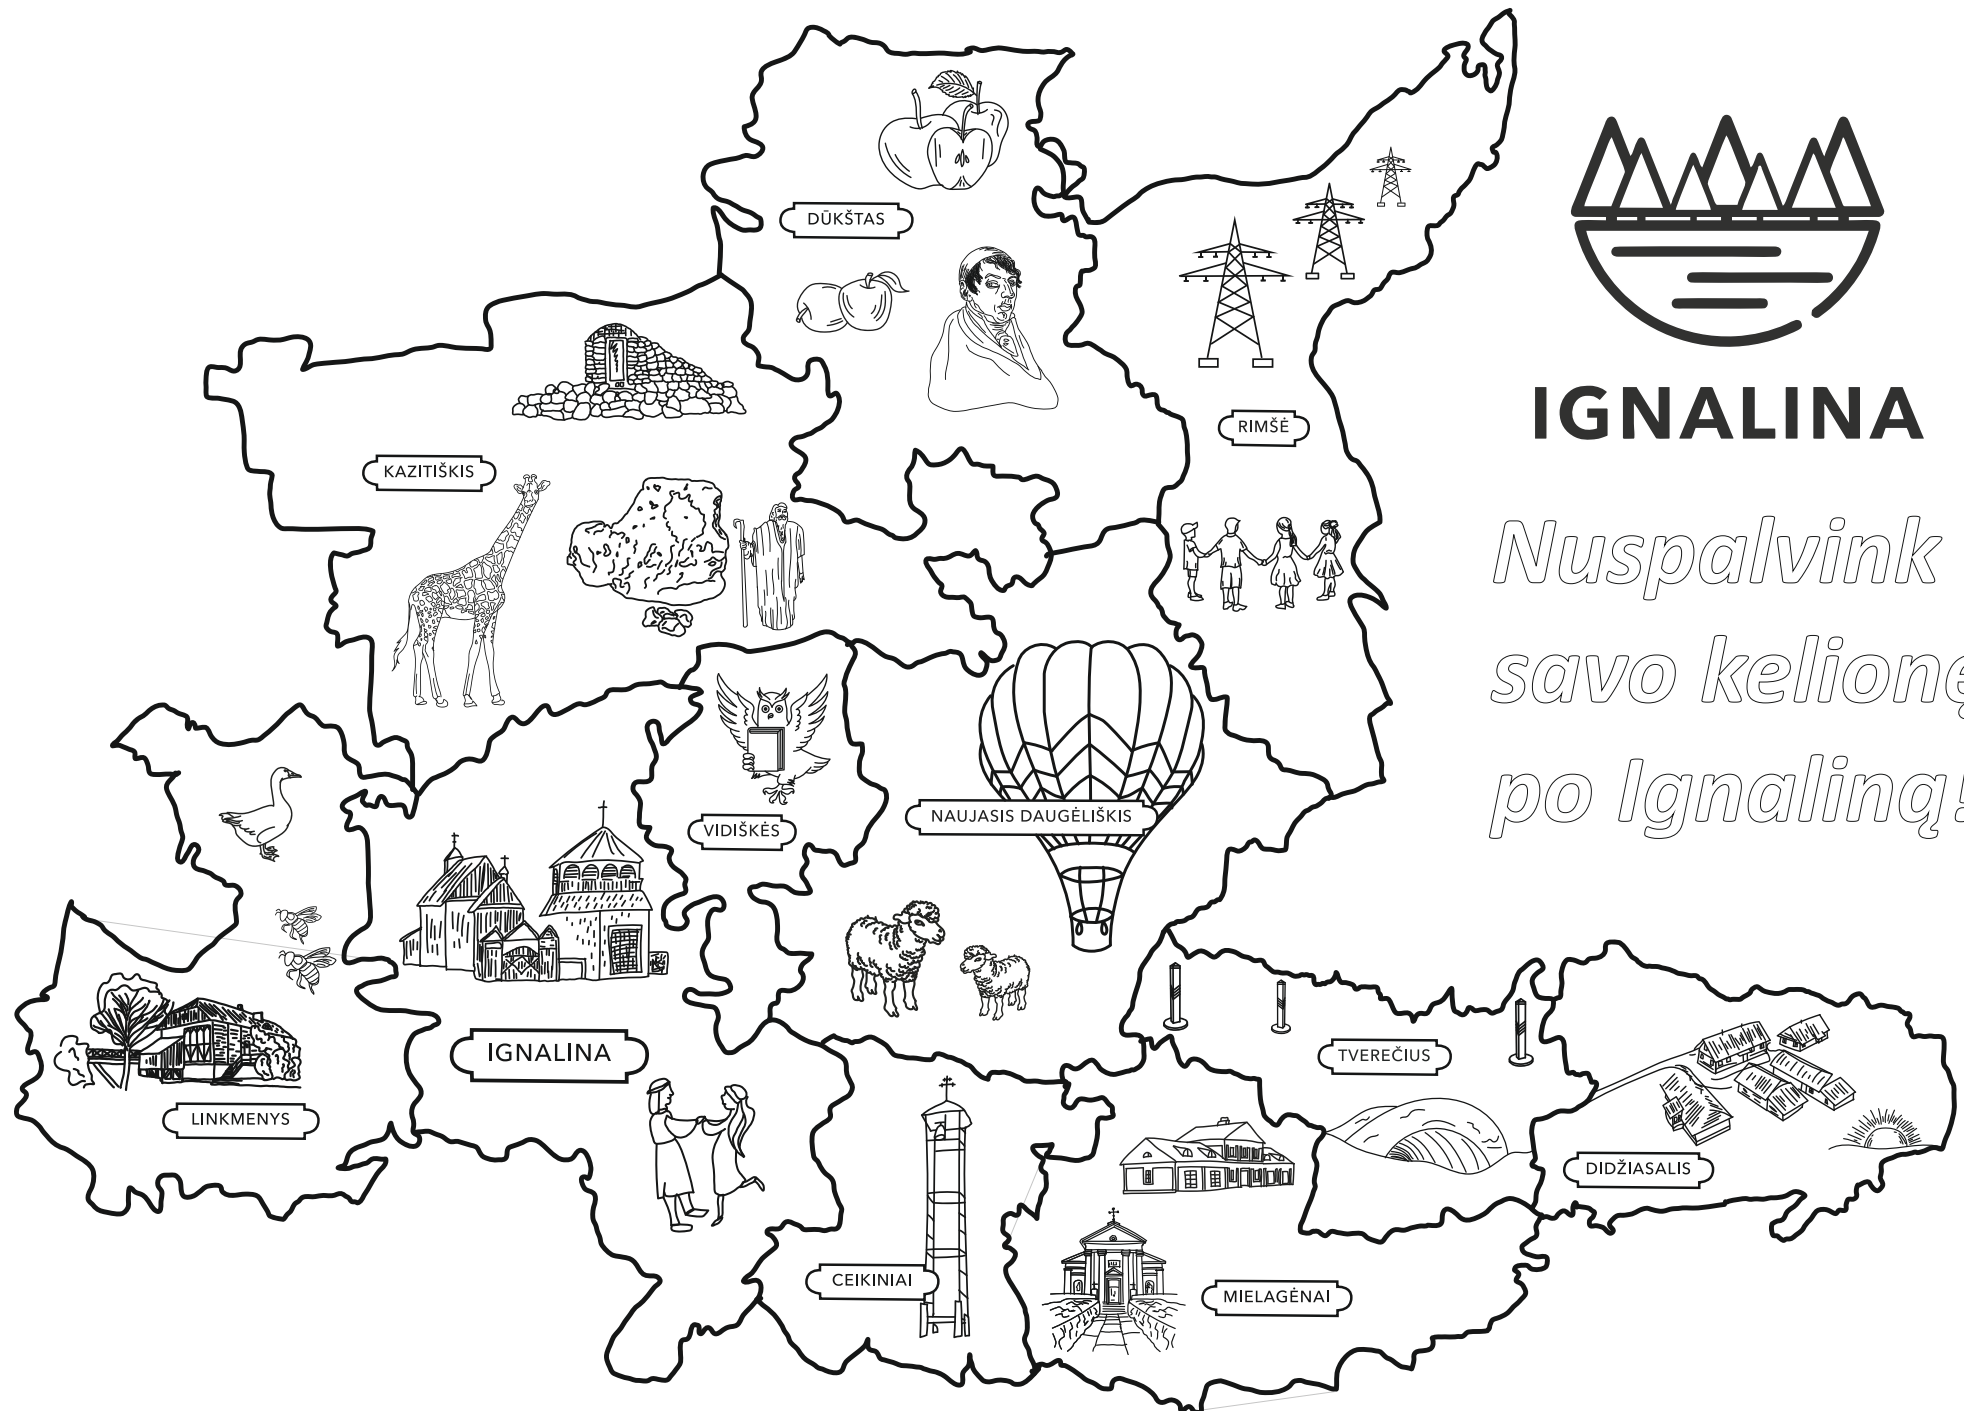 DŪKŠTAS
IGNALINA
RIMŠĖ
KAZITIŠKIS
Nuspalvink
savo kelionę
po Ignaliną!
VIDIŠKĖS
NAUJASIS DAUGĖLIŠKIS
IGNALINA
TVEREČIUS
LINKMENYS
DIDŽIASALIS
CEIKINIAI
MIELAGĖNAI